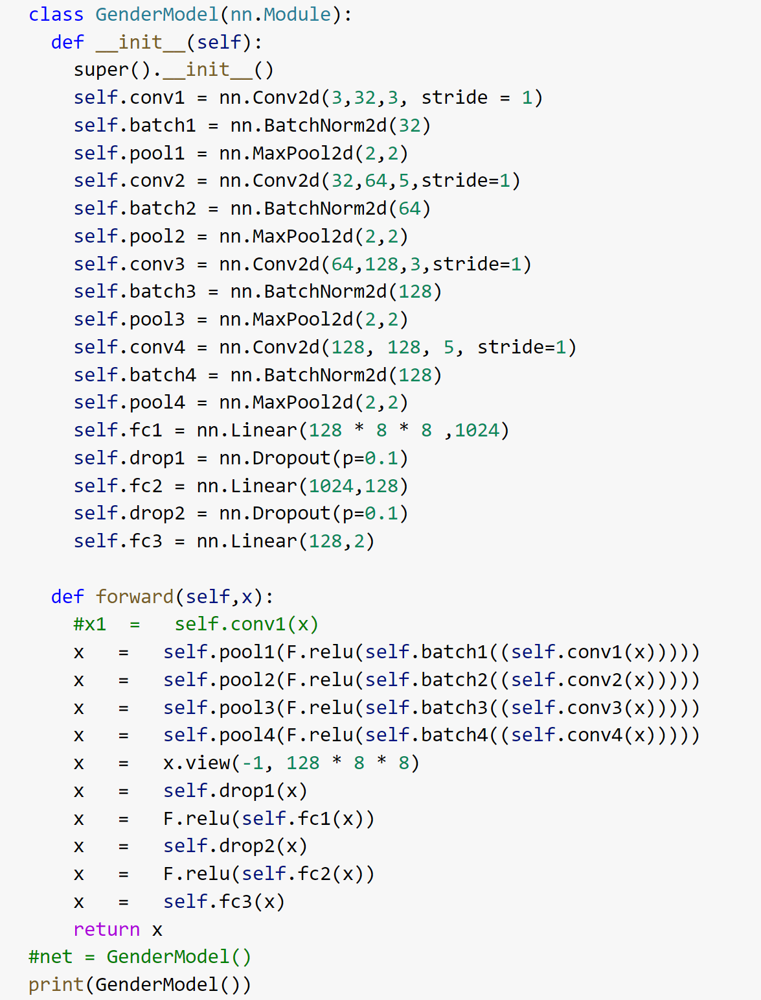 class GenderModel(nn.Module):
  def __init__(self):
    super().__init__()
    self.conv1 = nn.Conv2d(3,32,3, stride = 1)
    self.batch1 = nn.BatchNorm2d(32)
    self.pool1 = nn.MaxPool2d(2,2)
    self.conv2 = nn.Conv2d(32,64,5,stride=1)
    self.batch2 = nn.BatchNorm2d(64)
    self.pool2 = nn.MaxPool2d(2,2)
    self.conv3 = nn.Conv2d(64,128,3,stride=1)
    self.batch3 = nn.BatchNorm2d(128)
    self.pool3 = nn.MaxPool2d(2,2)
    self.conv4 = nn.Conv2d(128, 128, 5, stride=1)
    self.batch4 = nn.BatchNorm2d(128)
    self.pool4 = nn.MaxPool2d(2,2)
    self.fc1 = nn.Linear(128 * 8 * 8 ,1024)
    self.drop1 = nn.Dropout(p=0.1)
    self.fc2 = nn.Linear(1024,128)
    self.drop2 = nn.Dropout(p=0.1)
    self.fc3 = nn.Linear(128,2)

  def forward(self,x):
    #x1  =   self.conv1(x)
    x   =   self.pool1(F.relu(self.batch1((self.conv1(x)))))
    x   =   self.pool2(F.relu(self.batch2((self.conv2(x)))))
    x   =   self.pool3(F.relu(self.batch3((self.conv3(x)))))
    x   =   self.pool4(F.relu(self.batch4((self.conv4(x)))))
    x   =   x.view(-1, 128 * 8 * 8)
    x   =   self.drop1(x)
    x   =   F.relu(self.fc1(x))
    x   =   self.drop2(x)
    x   =   F.relu(self.fc2(x))
    x   =   self.fc3(x)
    return x
#net = GenderModel()
print(GenderModel())